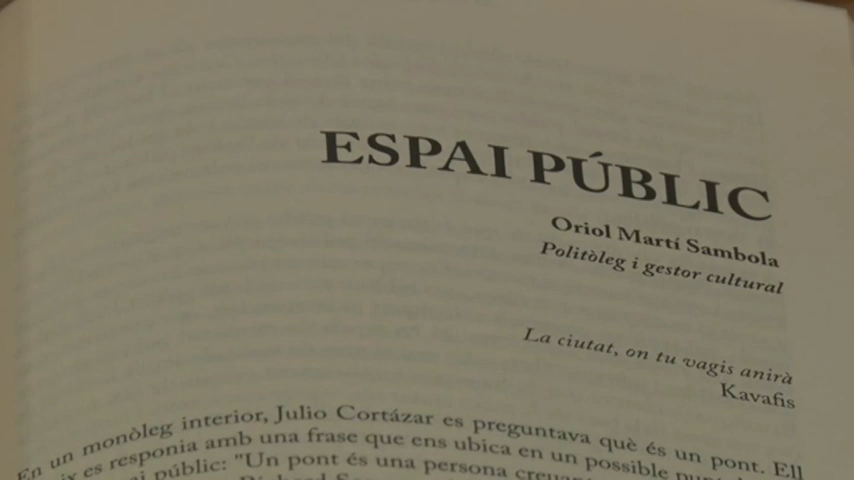 ESPAI PÚBLIC
Oriol Martí Sambola
Politòleg i gestor cultural
La ciutat, on tu vagis anirà
Kavafis
En un monòleg interior, Julio Cortázar es preguntava què és un pont. Ell
es responia amb una frase que ens ubica en un possible
públic: "Un pont és una persona